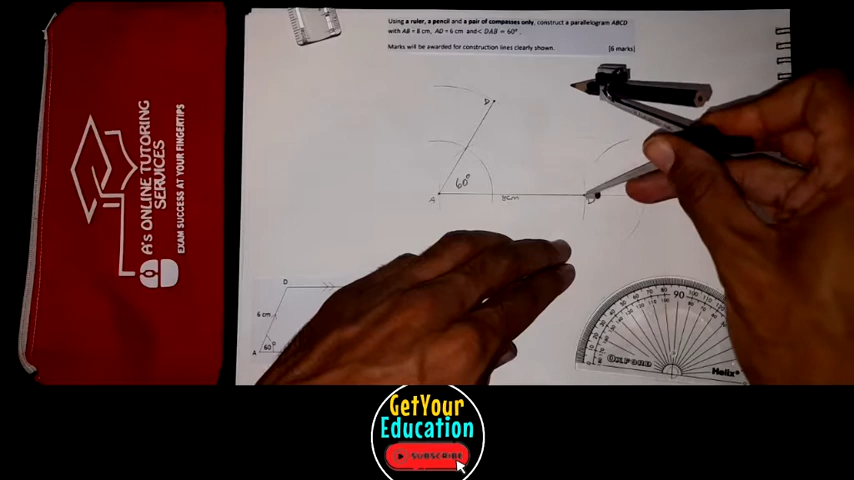 Using a ruler, a pencil and a pair of compasses only, construct a parallelogram ABCD
with AB = 8 cm, AD = 6 cm and < DAB = 60°.
Marks will be awarded for construction lines clearly shown. [6 marks]
A's ONLINE TUTORING
SERVICES
EXAM SUCCESS AT YOUR FINGERTIPS
D
60°
A
8cm
D
6 cm
A
60°
90
OXFORD
Helix
GetYour
Education
SUBSCRIBE